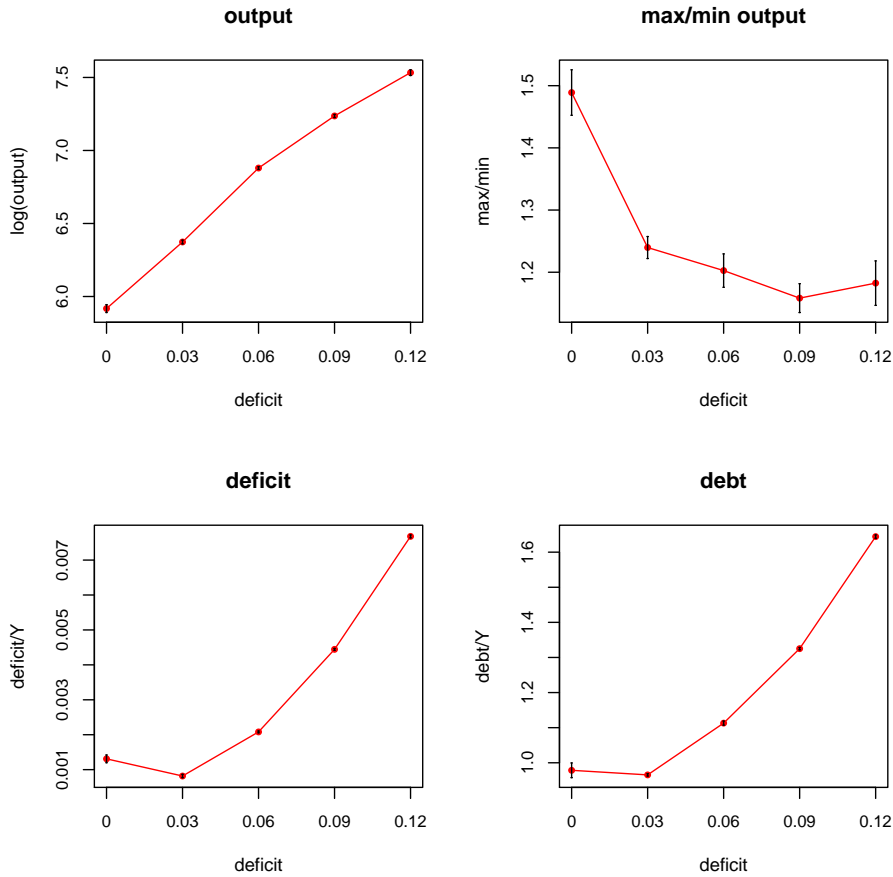 output
log(output)
7.5
7.0
6.5
6.0
0 0.03 0.06 0.09 0.12
deficit
max/min output
max/min
1.5
1.4
1.3
1.2
0 0.03 0.06 0.09 0.12
deficit
deficit
deficit/Y
0.007
0.005
0.003
0.001
0 0.03 0.06 0.09 0.12
deficit
debt
debt/Y
1.6
1.4
1.2
1.0
0 0.03 0.06 0.09 0.12
deficit